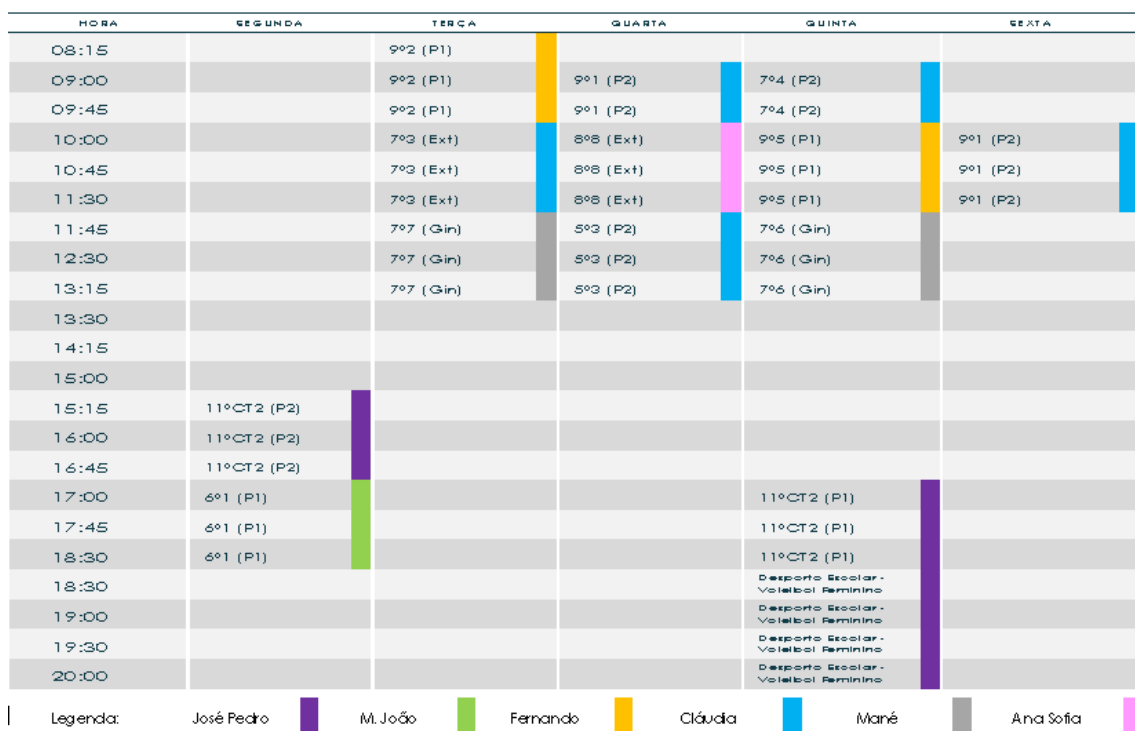 HORA SEGUNDA TERÇA QUARTA QUINTA SEXTA
08:15 9º2 (P1)
09:00 9º2 (P1) 9º1 (P2) 7º4 (P2)
09:45 9º2 (P1) 9º1 (P2) 7º4 (P2)
10:00 7º3 (Ext) 8º8 (Ext) 9º5 (P1) 9º1 (P2)
10:45 7º3 (Ext) 8º8 (Ext) 9º5 (P1) 9º1 (P2)
11:30 7º3 (Ext) 8º8 (Ext) 9º5 (P1) 9º1 (P2)
11:45 7º7 (Gin) 5º3 (P2) 7º6 (Gin)
12:30 7º7 (Gin) 5º3 (P2) 7º6 (Gin)
13:15 7º7 (Gin) 5º3 (P2) 7º6 (Gin)
13:30
14:15
15:00
15:15 11ºCT2 (P2)
16:00 11ºCT2 (P2)
16:45 11ºCT2 (P2)
17:00 6º1 (P1) 11ºCT2 (P1)
17:45 6º1 (P1) 11ºCT2 (P1)
18:30 6º1 (P1) 11ºCT2 (P1)
18:30 Desporto Escolar -
Voleibol Feminino
19:00 Desporto Escolar -
Voleibol Feminino
19:30 Desporto Escolar -
Voleibol Feminino
20:00 Desporto Escolar -
Voleibol Feminino
Legenda: José Pedro M. João Fernando Cláudia Mané Ana Sofia